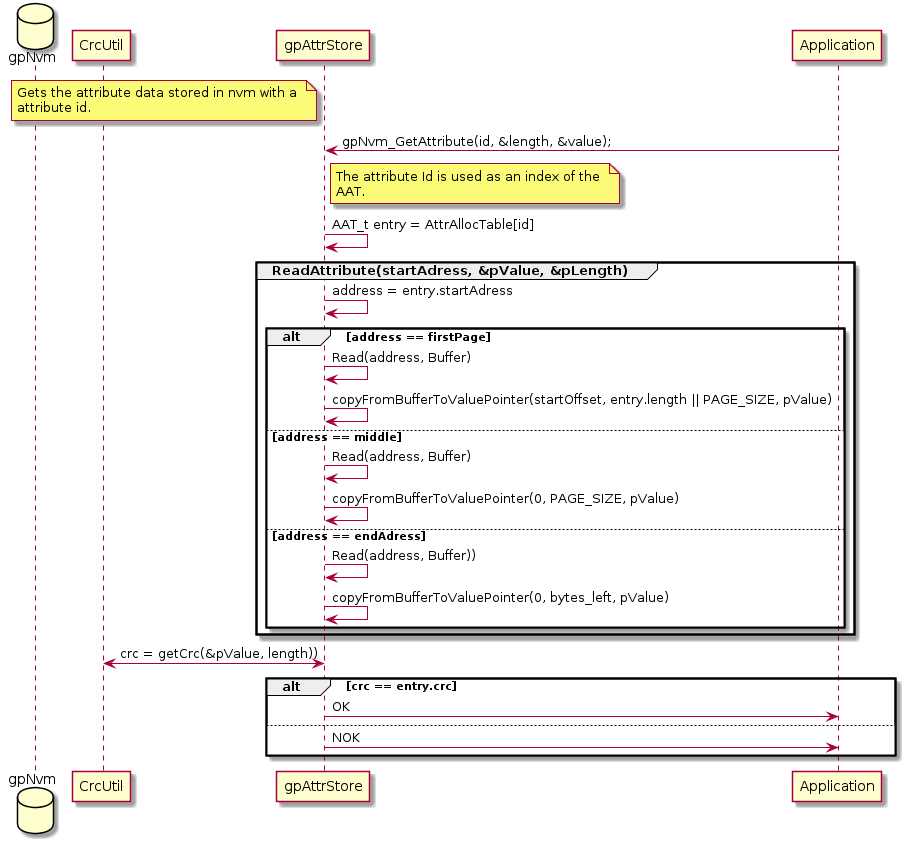 gpNvm
CrcUtil
gpAttrStore
Application
Gets the attribute data stored in nvm with a
attribute id.
gpNvm_GetAttribute(id, &length, &value);
The attribute Id is used as an index of the
AAT.
AAT_t entry = AttrAllocTable[id]
ReadAttribute(startAdress, &pValue, &pLength)
address = entry.startAdress
alt [address == firstPage]
Read(address, Buffer)
copyFromBufferToValuePointer(startOffset, entry.length || PAGE_SIZE, pValue)
[address == middle]
Read(address, Buffer)
copyFromBufferToValuePointer(0, PAGE_SIZE, pValue)
[address == endAdress]
Read(address, Buffer))
copyFromBufferToValuePointer(0, bytes_left, pValue)
crc = getCrc(&pValue, length))
alt [crc == entry.crc]
OK
NOK
gpNvm
CrcUtil
gpAttrStore
Application